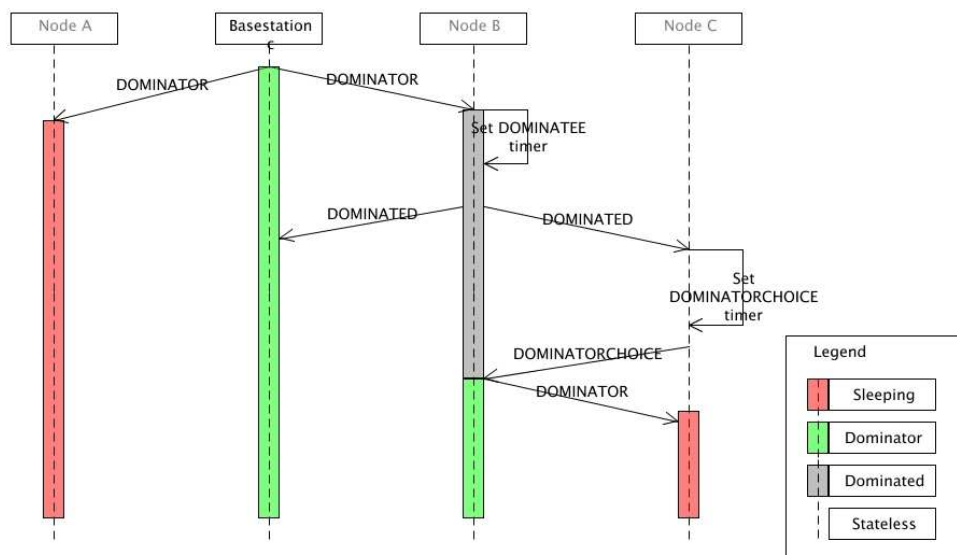 Node A
Basestation
c
Node B
Node C
DOMINATOR
DOMINATOR
Set DOMINATEE
timer
DOMINATED
DOMINATED
Set
DOMINATORCHOICE
timer
DOMINATORCHOICE
DOMINATOR
Legend
Sleeping
Dominator
Dominated
Stateless